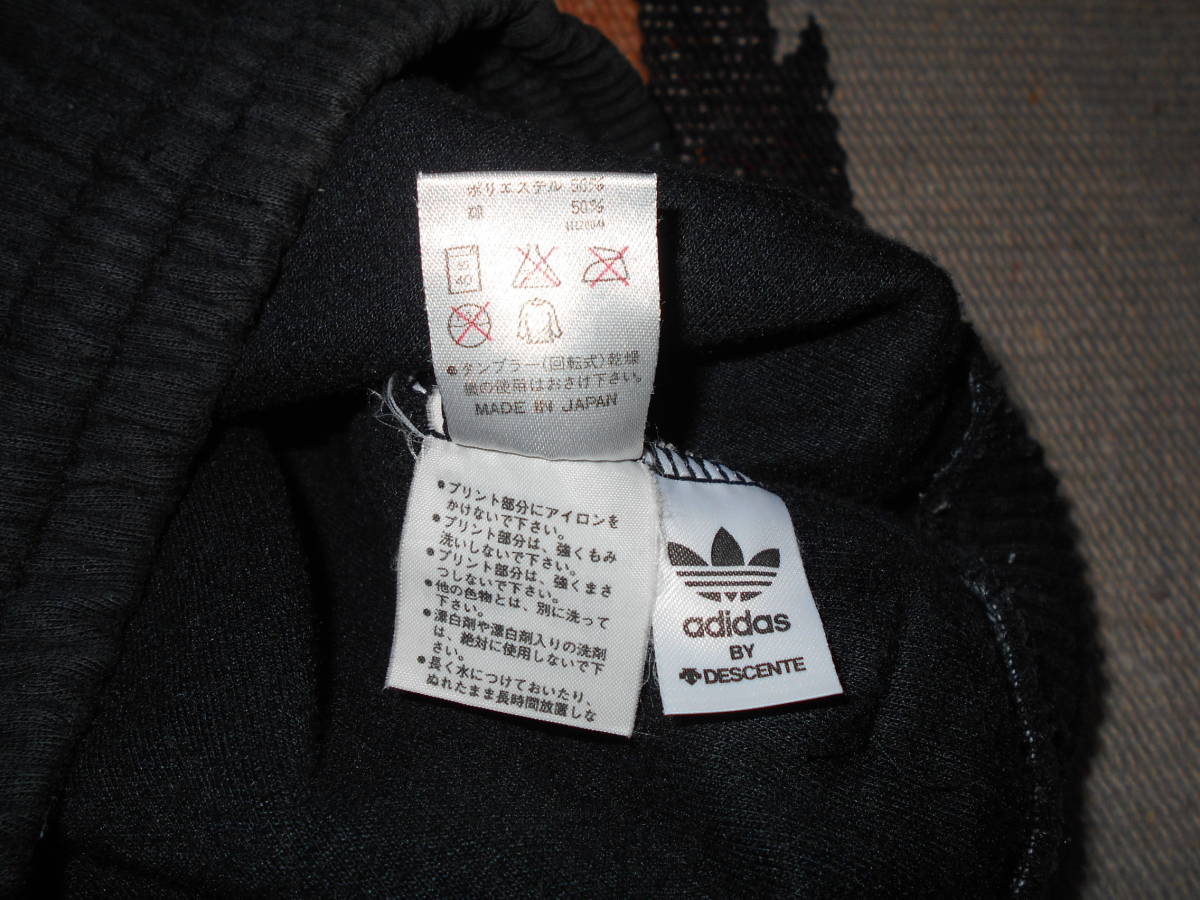 ポリエステル 50%
綿 50%
40
●タンブラー(回転式)乾燥
機の使用はおさけ下さい。
MADE IN JAPAN
●プリント部分にアイロンを
かけないで下さい。
●プリント部分は、強くもみ
洗いしないで下さい。
●プリント部分は、強くまさ
つしないで下さい。
●他の色物とは、別に洗って
下さい。
●漂白剤や漂白剤入りの洗剤
は、絶対に使用しないで下
さい。
●長く水につけておいたり、
ぬれたまま長時間放置しな
adidas
BY
DESCENTE